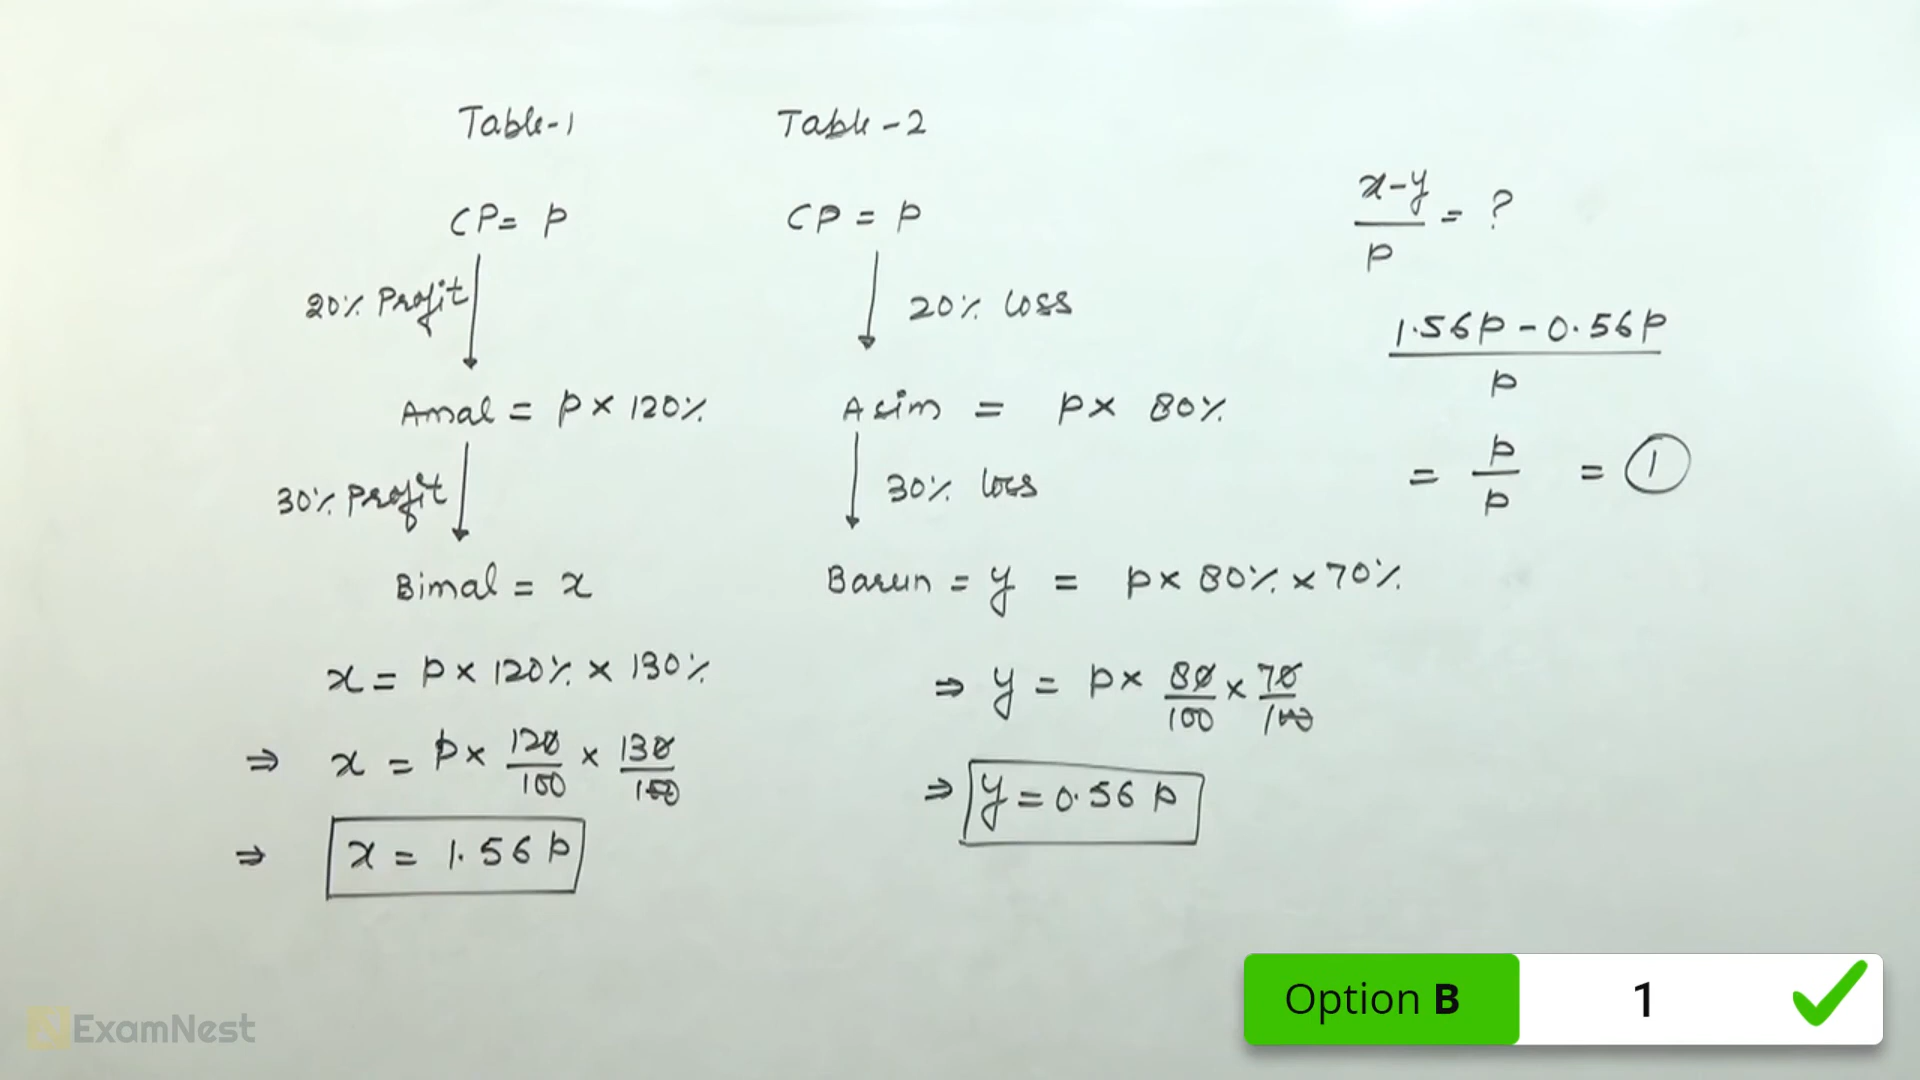 Table-1
CP= p
20% Profit
Amal = p × 120%
30% Profit
Bimal = x
x = p × 120% × 130%
⇒ x = p × 120/100 × 130/100
⇒ x = 1.56 p
Table-2
CP = p
20% loss
Asim = p × 80%
30% loss
Barun = y = p × 80% × 70%
⇒ y = p × 80/100 × 70/100
⇒ y = 0.56 p
x-y/p = ?
1.56p - 0.56p/p
= p/p = 1
Option B 1
ExamNest